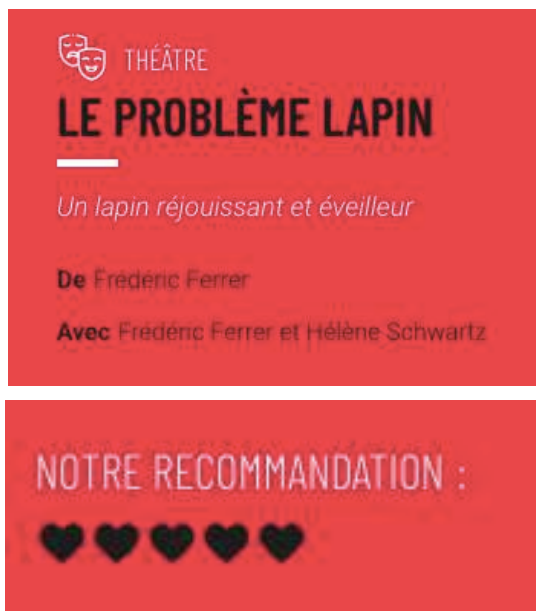 THÉÂTRE
LE PROBLÈME LAPIN
Un lapin réjouissant et éveilleur
De Frédéric Ferrer
Avec Frédéric Ferrer et Hélène Schwartz
NOTRE RECOMMANDATION :